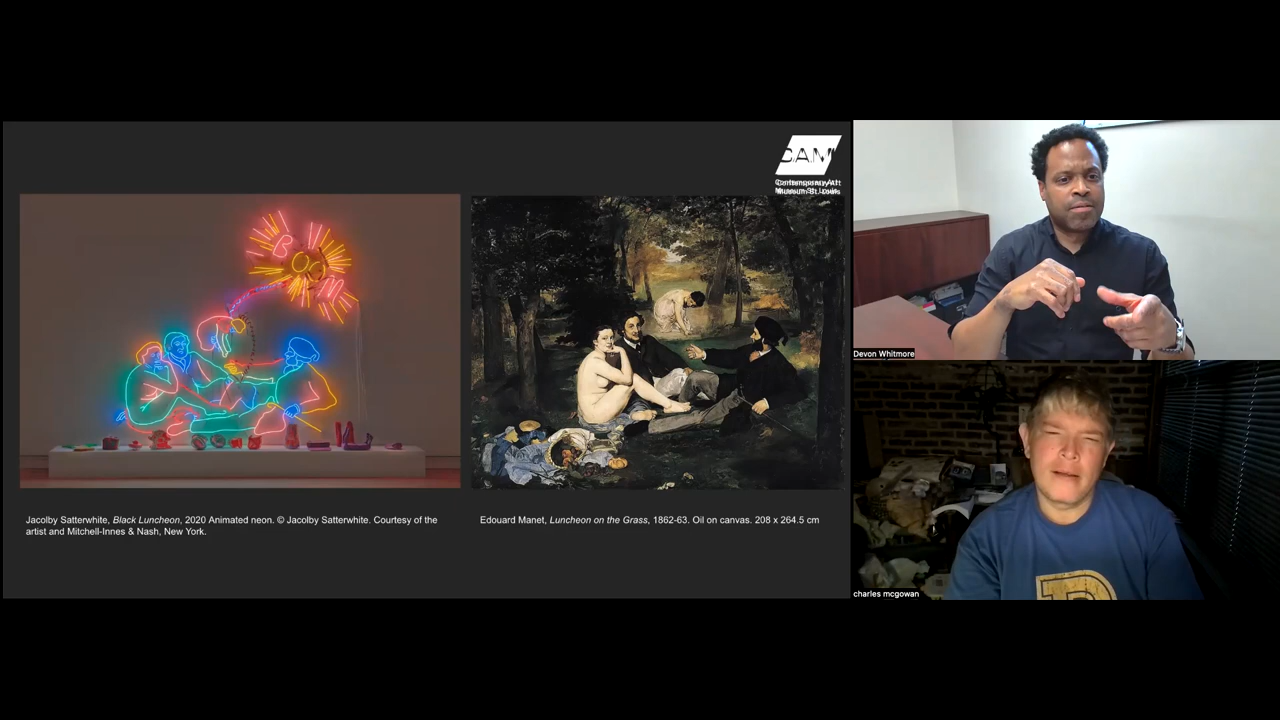 CAM
Contemporary Art
Museum St. Louis
BOOM
Jacolby Satterwhite, Black Luncheon, 2020 Animated neon. © Jacolby Satterwhite. Courtesy of the
artist and Mitchell-Innes & Nash, New York.
Edouard Manet, Luncheon on the Grass, 1862-63. Oil on canvas. 208 x 264.5 cm
Devon Whitmore
charles mcgowan